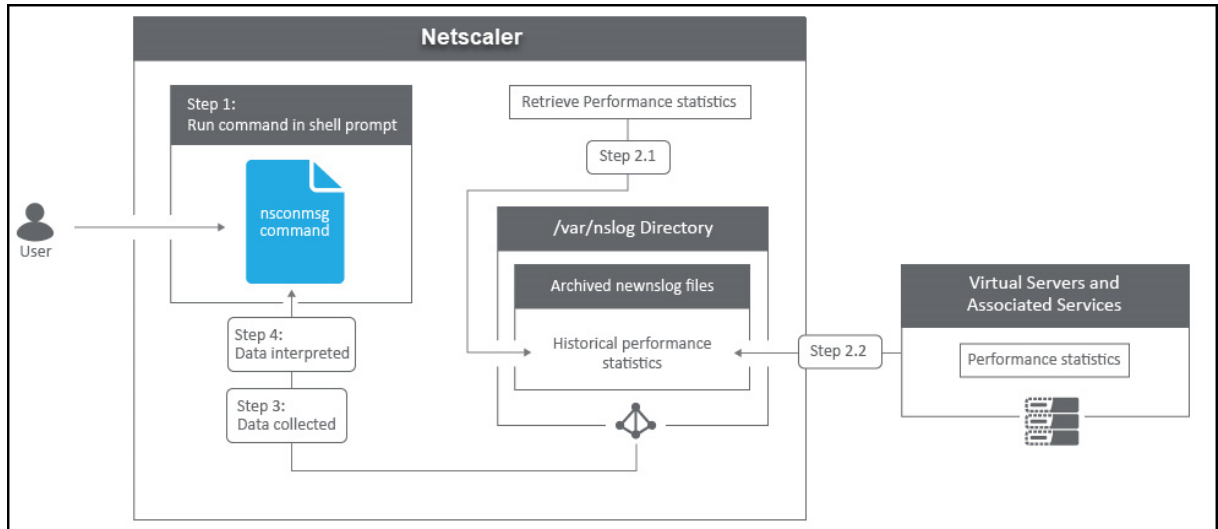 Netscaler
Step 1:
Run command in shell prompt
nsconmsg
command
User
Step 4:
Data interpreted
Step 3:
Data collected
Retrieve Performance statistics
Step 2.1
/var/nslog Directory
Archived newnslog files
Historical performance
statistics
Step 2.2
Virtual Servers and
Associated Services
Performance statistics